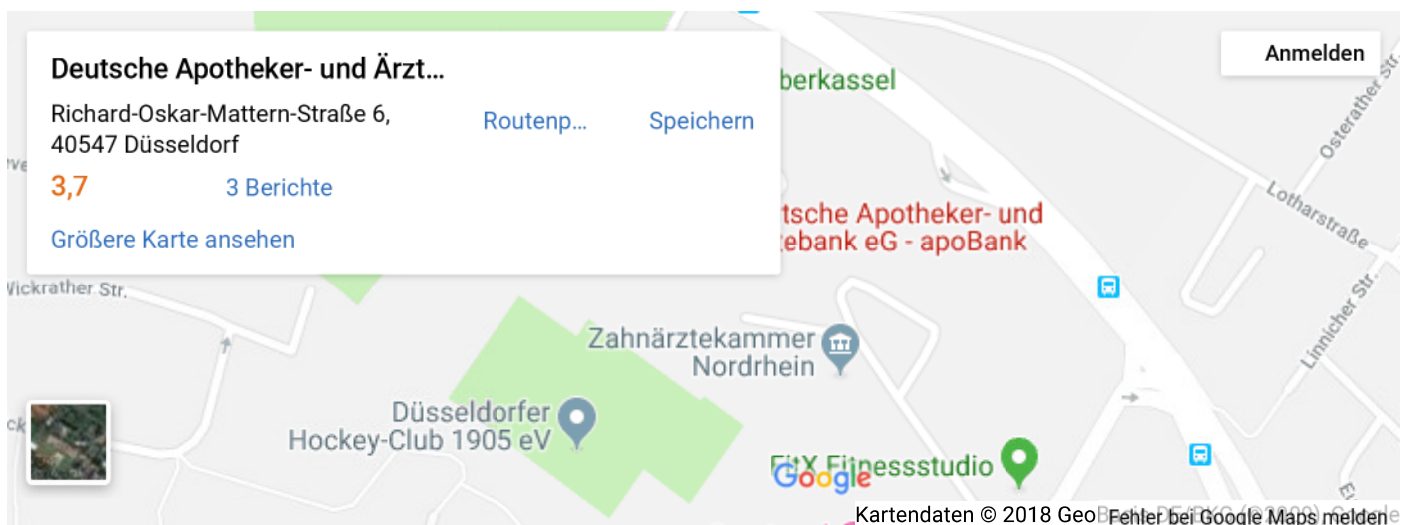 Deutsche Apotheker- und Ärzt...
Richard-Oskar-Mattern-Straße 6,
40547 Düsseldorf
Routenp...
Speichern
3,7
3 Berichte
Größere Karte ansehen
Anmelden
berkassel
Osterather Str.
Lotharstraße
tsche Apotheker- und
tebank eG - apoBank
Wickrather Str.
Linnicher Str.
Zahnärztekammer
Nordrhein
Düsseldorfer
Hockey-Club 1905 eV
FitX Fitnessstudio
Google
Kartendaten © 2018 Geo
Fehler bei Google Maps melden